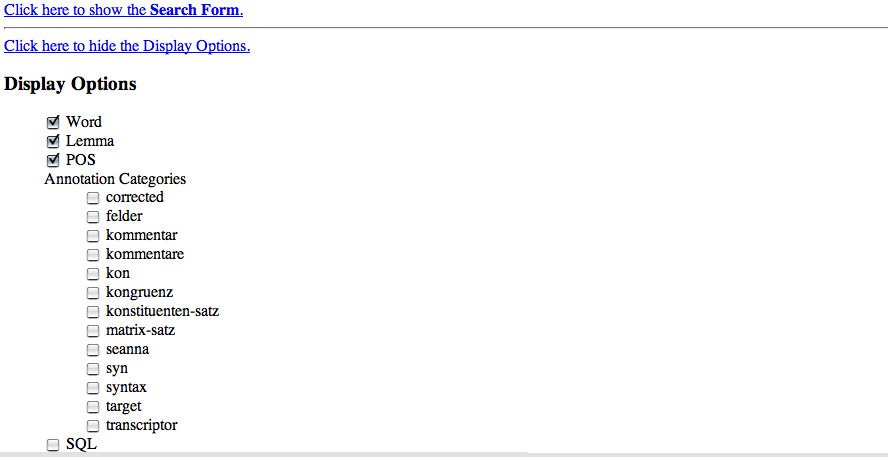 Click here to show the Search Form.
Click here to hide the Display Options.
Display Options
Word
Lemma
POS
Annotation Categories
corrected
felder
kommentar
kommentare
kon
kongruenz
konstituenten-satz
matrix-satz
seanna
syn
syntax
target
transcriptor
SQL